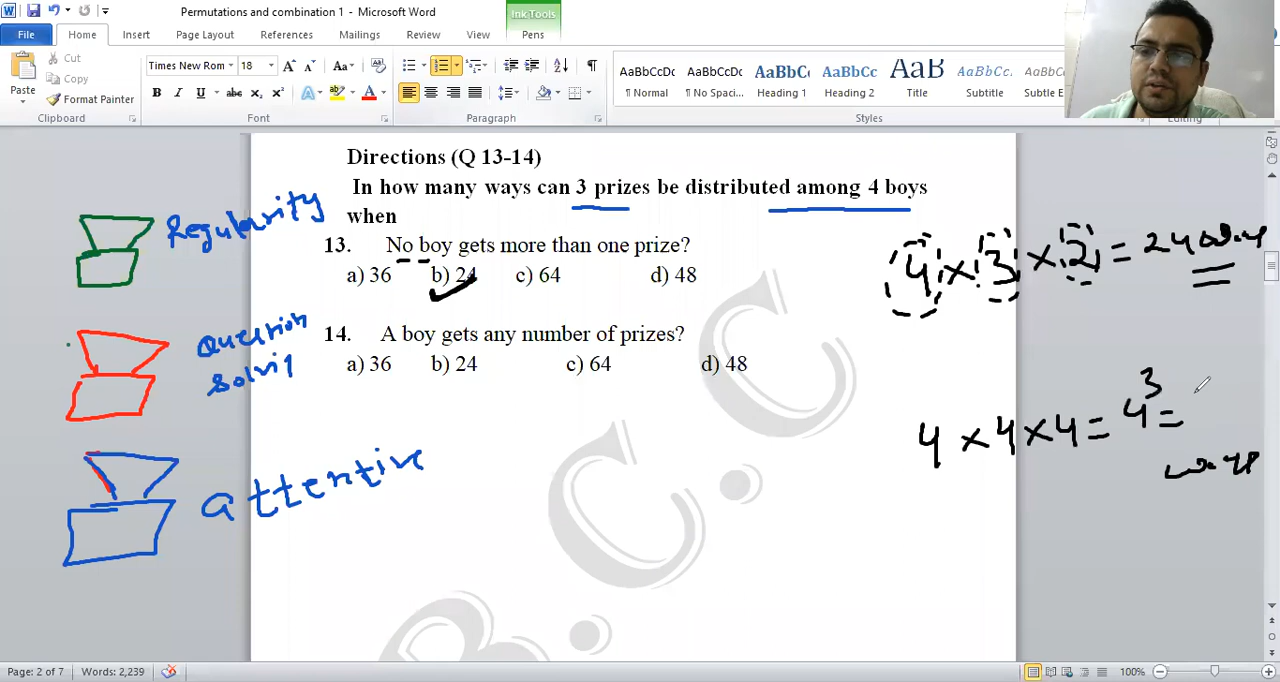 Permutations and combination 1 - Microsoft Word
Ink Tools
File Home Insert Page Layout References Mailings Review View Pens
Paste
Cut
Copy
Format Painter
Clipboard
Times New Rom 18
Font
Paragraph
AaBbCcDc AaBbCcDc AaBbC AaBbCc AaB AaBbCc. AaBbCcD
¶ Normal ¶ No Spaci... Heading 1 Heading 2 Title Subtitle Subtle E
Styles
Editing
Directions (Q 13-14)
In how many ways can 3 prizes be distributed among 4 boys
when
13. No boy gets more than one prize?
a) 36 b) 24 c) 64 d) 48
14. A boy gets any number of prizes?
a) 36 b) 24 c) 64 d) 48
Regularity
Question
Solvig
attentive
4 × 3 × 2 = 24
4 × 4 × 4 = 4³ =
B.C.C
Page: 2 of 7 Words: 2,239 100%